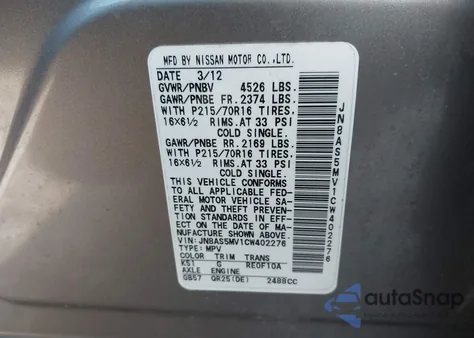 MFD BY NISSAN MOTOR CO.,LTD.
DATE 3/12
GVWR/PNBV 4526 LBS.
GAWR/PNBE FR. 2374 LBS.
WITH P215/70R16 TIRES.
16X6½ RIMS.AT 33 PSI
COLD SINGLE.
GAWR/PNBE RR. 2169 LBS.
WITH P215/70R16 TIRES.
16X6½ RIMS.AT 33 PSI
COLD SINGLE.
THIS VEHICLE CONFORMS
TO ALL APPLICABLE FED-
ERAL MOTOR VEHICLE SA-
FETY AND THEFT PREVEN-
TION STANDARDS IN EFF-
ECT ON THE DATE OF MA-
NUFACTURE SHOWN ABOVE.
VIN:JN8AS5MV1CW402276
TYPE: MPV
COLOR TRIM TRANS
K51 G RE0F10A
AXLE ENGINE
GB57 QR25(DE) 2488CC
JN8AS5MV1CW402276
autoSnap